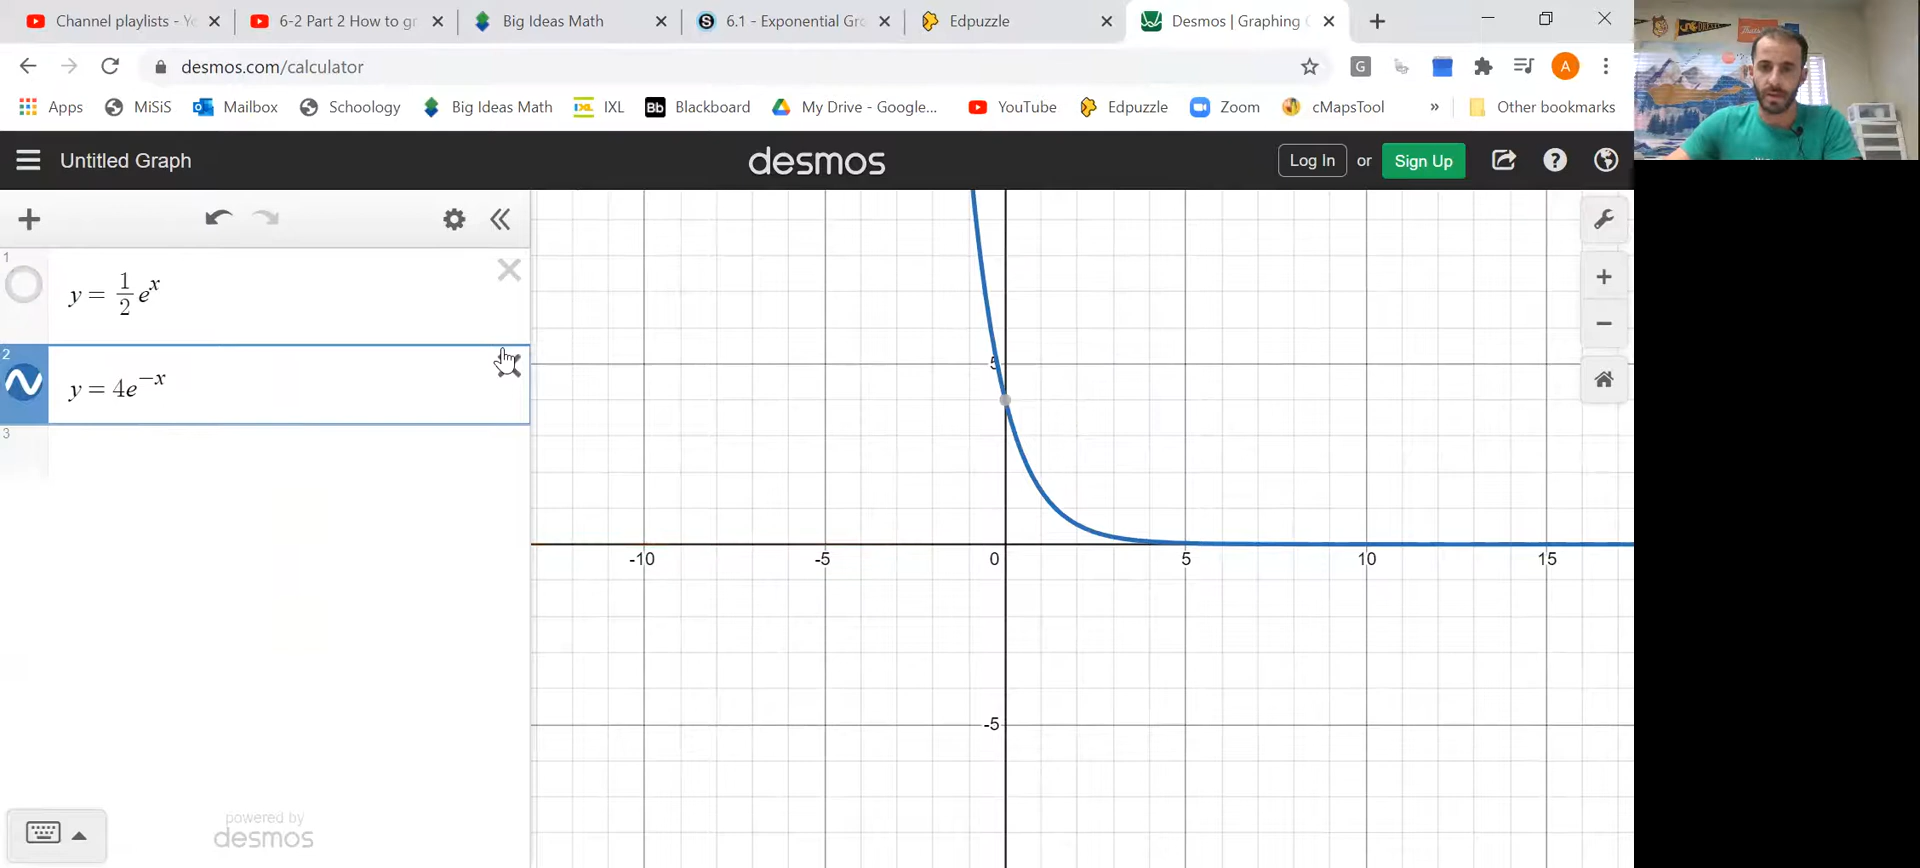 Channel playlists - Yo
6-2 Part 2 How to gr
Big Ideas Math
6.1 - Exponential Gro
Edpuzzle
Desmos | Graphing C
desmos.com/calculator
G
A
Apps
MiSiS
Mailbox
Schoology
Big Ideas Math
IXL
Bb Blackboard
My Drive - Google...
YouTube
Edpuzzle
Zoom
cMapsTool
»
Other bookmarks
Untitled Graph
desmos
Log In or Sign Up
1
y = 1/2 e^x
2
y = 4e^{-x}
3
5
-10 -5 0 5 10 15
-5
powered by
desmos